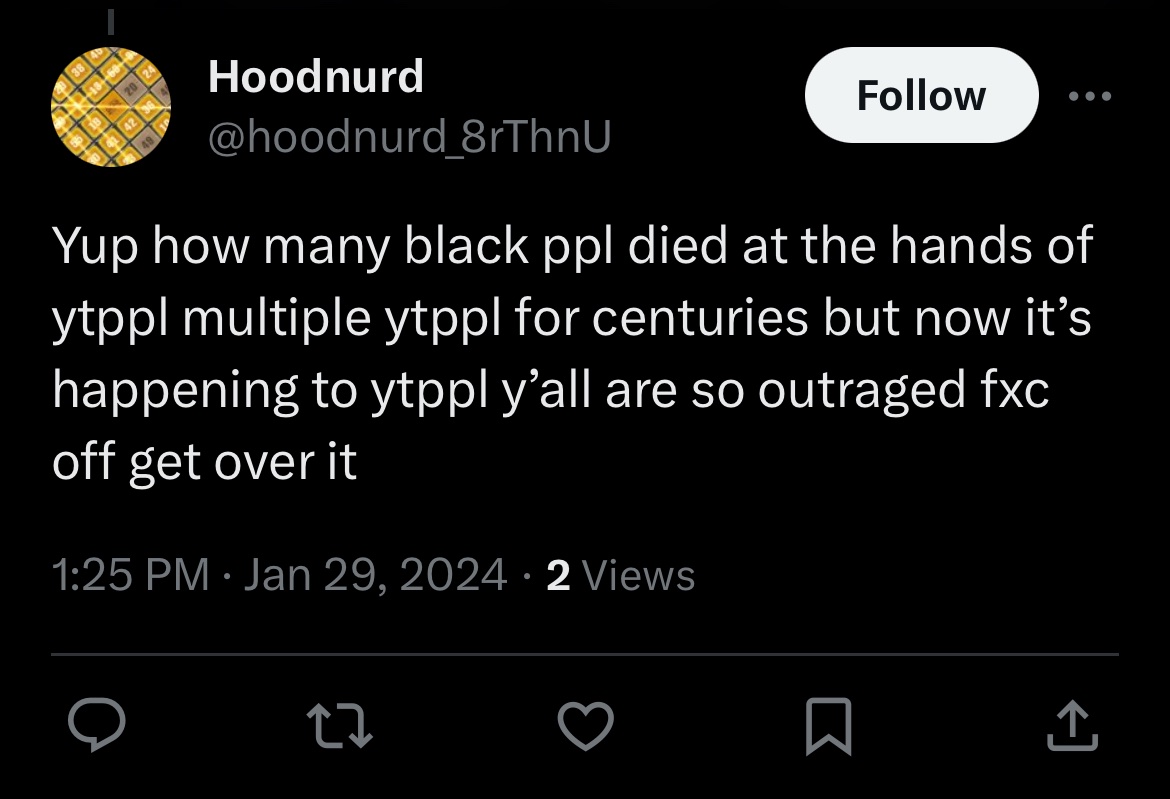 Hoodnurd
@hoodnurd_8rThnU
Follow
Yup how many black ppl died at the hands of
ytppl multiple ytppl for centuries but now it’s
happening to ytppl y’all are so outraged fxc
off get over it
1:25 PM · Jan 29, 2024 · 2 Views